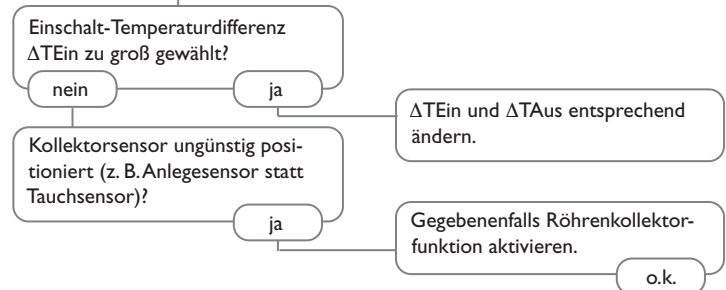 Einschalt-Temperaturdifferenz
ΔTEin zu groß gewählt?
nein
ja
ΔTEin und ΔTAus entsprechend
ändern.
Kollektorsensor ungünstig posi-
tioniert (z. B. Anlegesensor statt
Tauchsensor)?
ja
Gegebenenfalls Röhrenkollektor-
funktion aktivieren.
o.k.